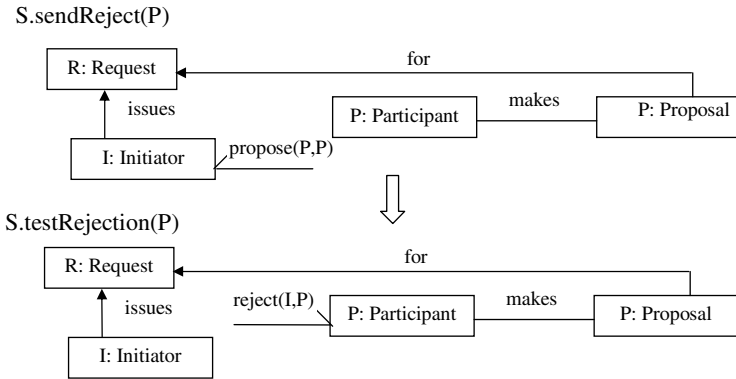 S.sendReject(P)
for
R: Request
issues
P: Participant
makes
P: Proposal
I: Initiator
propose(P,P)
S.testRejection(P)
for
R: Request
issues
reject(I,P)
P: Participant
makes
P: Proposal
I: Initiator